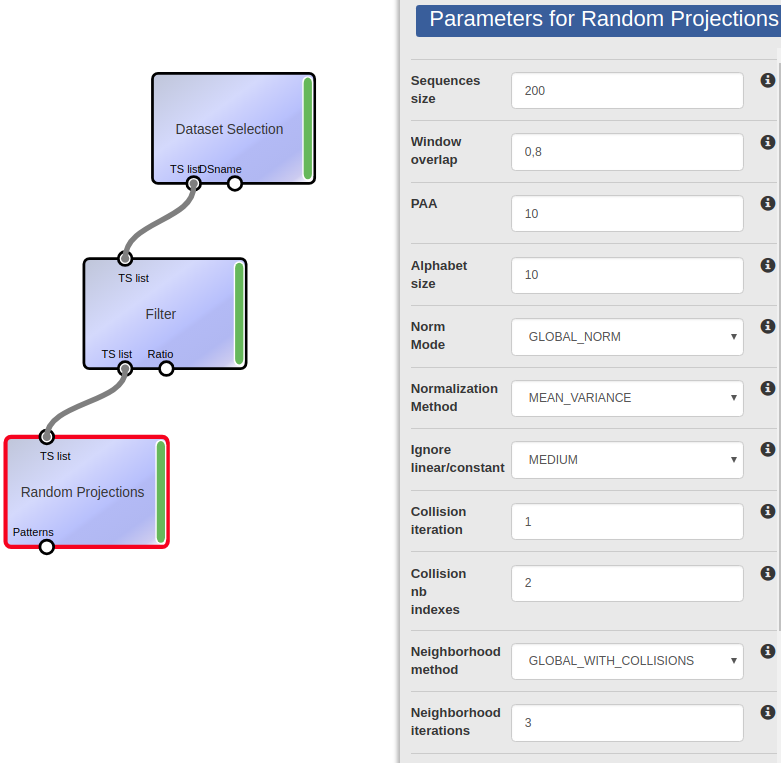 Dataset Selection
TS list
DSname
TS list
Filter
TS list
Ratio
TS list
Random Projections
Patterns
Parameters for Random Projections
Sequences
size
200
Window
overlap
0,8
PAA
10
Alphabet
size
10
Norm
Mode
GLOBAL_NORM
Normalization
Method
MEAN_VARIANCE
Ignore
linear/constant
MEDIUM
Collision
iteration
1
Collision
nb
indexes
2
Neighborhood
method
GLOBAL_WITH_COLLISIONS
Neighborhood
iterations
3